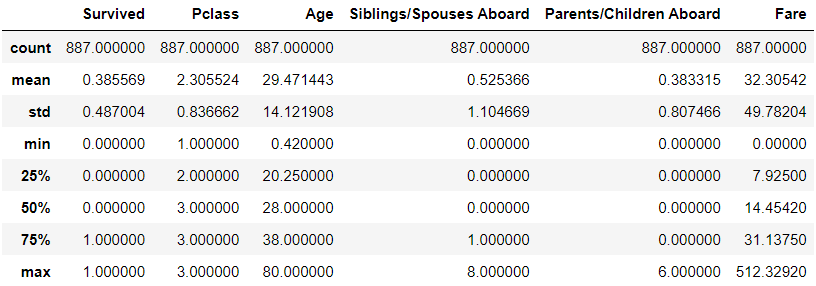 Survived Pclass Age Siblings/Spouses Aboard Parents/Children Aboard Fare
count 887.000000 887.000000 887.000000 887.000000 887.000000 887.00000
mean 0.385569 2.305524 29.471443 0.525366 0.383315 32.30542
std 0.487004 0.836662 14.121908 1.104669 0.807466 49.78204
min 0.000000 1.000000 0.420000 0.000000 0.000000 0.00000
25% 0.000000 2.000000 20.250000 0.000000 0.000000 7.92500
50% 0.000000 3.000000 28.000000 0.000000 0.000000 14.45420
75% 1.000000 3.000000 38.000000 1.000000 0.000000 31.13750
max 1.000000 3.000000 80.000000 8.000000 6.000000 512.32920